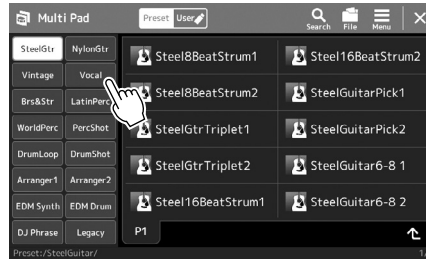 Multi Pad
Preset User
Search File Menu
SteelGtr NylonGtr
Vintage Vocal
Brs&Str LatinPerc
WorldPerc PercShot
DrumLoop DrumShot
Arranger1 Arranger2
EDM Synth EDM Drum
DJ Phrase Legacy
Steel8BeatStrum1 Steel16BeatStrum2
Steel8BeatStrum2 SteelGuitarPick1
SteelGtrTriplet1 SteelGuitarPick2
SteelGtrTriplet2 SteelGuitar6-8 1
Steel16BeatStrum1 SteelGuitar6-8 2
P1
Preset:/SteelGuitar/